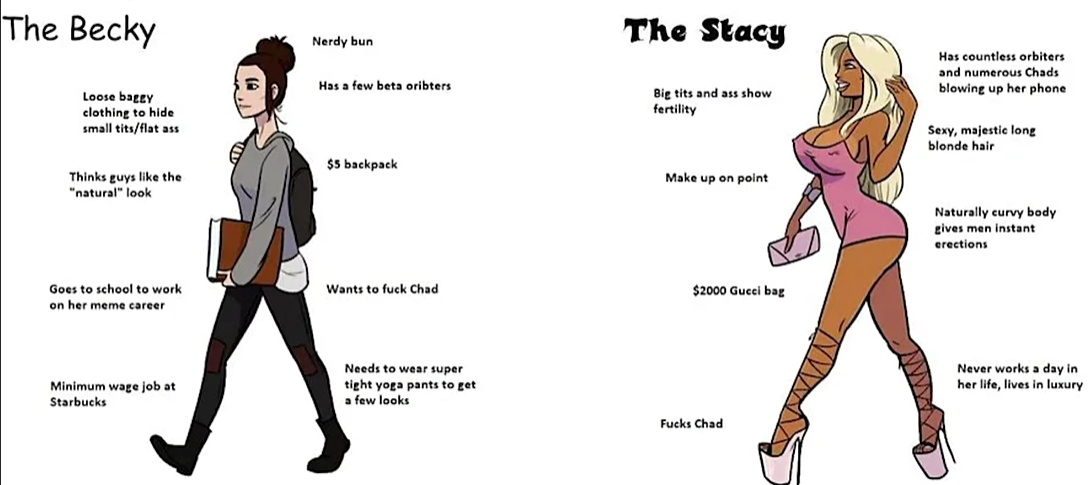 The Becky
Nerdy bun
Has a few beta oribters
Loose baggy
clothing to hide
small tits/flat ass
$5 backpack
Thinks guys like the
"natural" look
Goes to school to work
on her meme career
Wants to fuck Chad
Minimum wage job at
Starbucks
Needs to wear super
tight yoga pants to get
a few looks
The Stacy
Has countless orbiters
and numerous Chads
blowing up her phone
Big tits and ass show
fertility
Sexy, majestic long
blonde hair
Make up on point
Naturally curvy body
gives men instant
erections
$2000 Gucci bag
Never works a day in
her life, lives in luxury
Fucks Chad